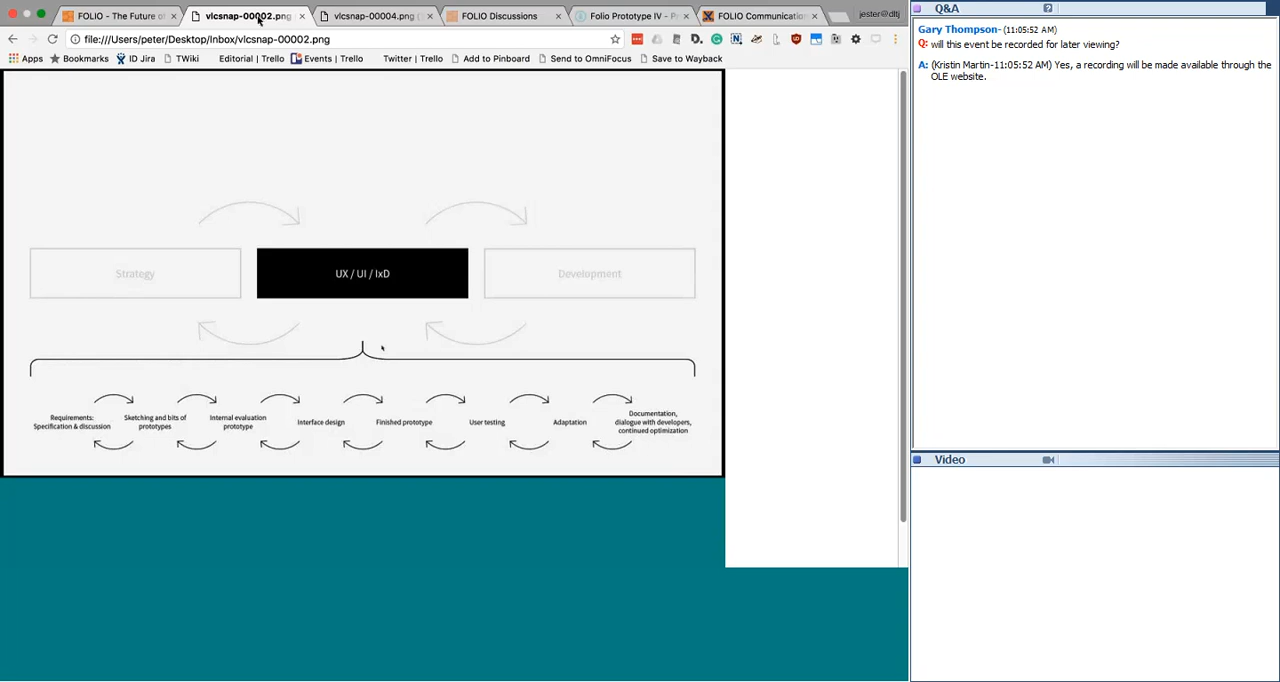 FOLIO - The Future of
vlcsnap-00002.png
vlcsnap-00004.png
FOLIO Discussions
Folio Prototype IV - P
FOLIO Communication
jester@dltj
file:///Users/peter/Desktop/oxy/vlcsnap-00002.png
Apps
Bookmarks
ID Jira
TWiki
Editorial | Trello
Events | Trello
Twitter | Trello
Add to Pinboard
Send to OmniFocus
Save to Wayback
Strategy
UX / UI / IxD
Development
Requirements:
Specification & discussion
Sketching and bits of
prototypes
Internal evaluation
prototype
Interface design
Finished prototype
User testing
Adaptation
Documentation,
dialogue with developers,
continued optimization
Q&A
Gary Thompson- (11:05:52 AM)
Q: will this event be recorded for later viewing?
A: (Kristin Martin-11:05:52 AM) Yes, a recording will be made available through the
OLE website.
Video